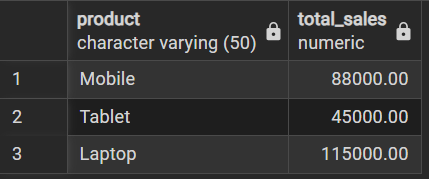 product total_sales
character varying (50) numeric
1 Mobile 88000.00
2 Tablet 45000.00
3 Laptop 115000.00